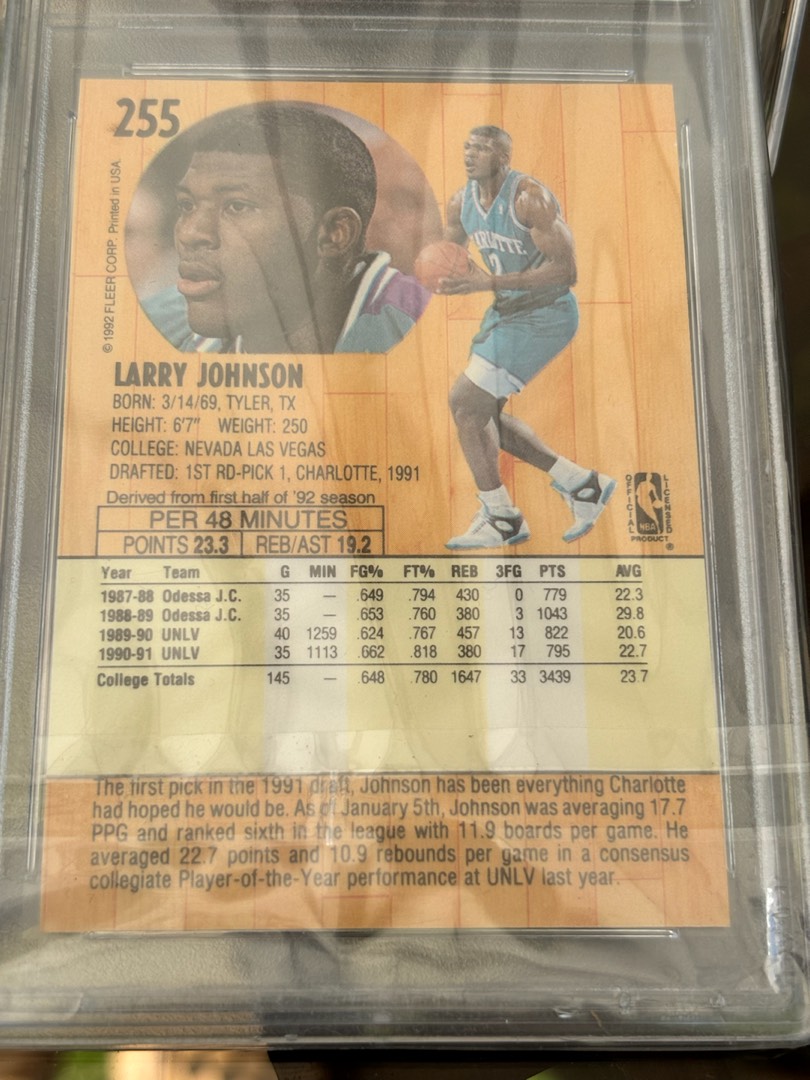 255
© 1992 FLEER CORP. Printed in USA.
CHARLOTTE
2
LARRY JOHNSON
BORN: 3/14/69, TYLER, TX
HEIGHT: 6'7" WEIGHT: 250
COLLEGE: NEVADA LAS VEGAS
DRAFTED: 1ST RD-PICK 1, CHARLOTTE, 1991
OFFICIAL NBA LICENSED PRODUCT ®
Derived from first half of '92 season
PER 48 MINUTES
POINTS 23.3 REB/AST 19.2
Year Team G MIN FG% FT% REB 3FG PTS AVG
1987-88 Odessa J.C. 35 — .649 .794 430 0 779 22.3
1988-89 Odessa J.C. 35 — .653 .760 380 3 1043 29.8
1989-90 UNLV 40 1259 .624 .767 457 13 822 20.6
1990-91 UNLV 35 1113 .662 .818 380 17 795 22.7
College Totals 145 — .648 .780 1647 33 3439 23.7
The first pick in the 1991 draft, Johnson has been everything Charlotte
had hoped he would be. As of January 5th, Johnson was averaging 17.7
PPG and ranked sixth in the league with 11.9 boards per game. He
averaged 22.7 points and 10.9 rebounds per game in a consensus
collegiate Player-of-the-Year performance at UNLV last year.